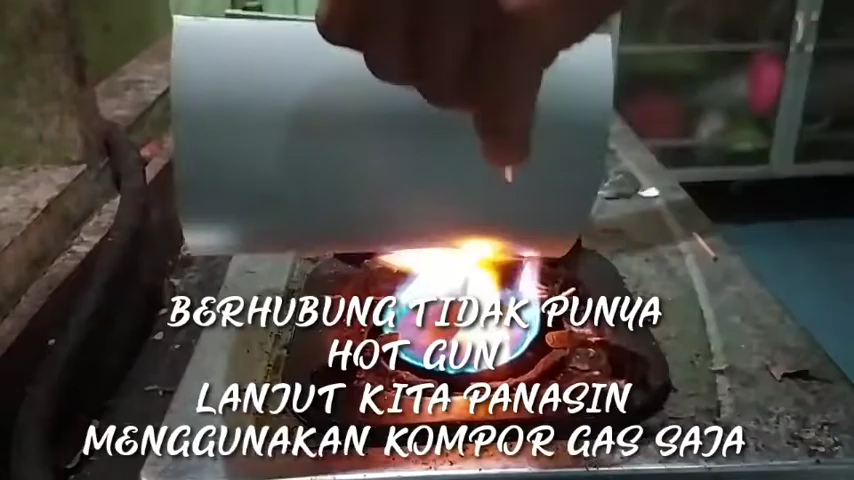 BERHUBUNG TIDAK PUNYA
HOT GUN
LANJUT KITA PANASIN
MENGGUNAKAN KOMPOR GAS SAJA